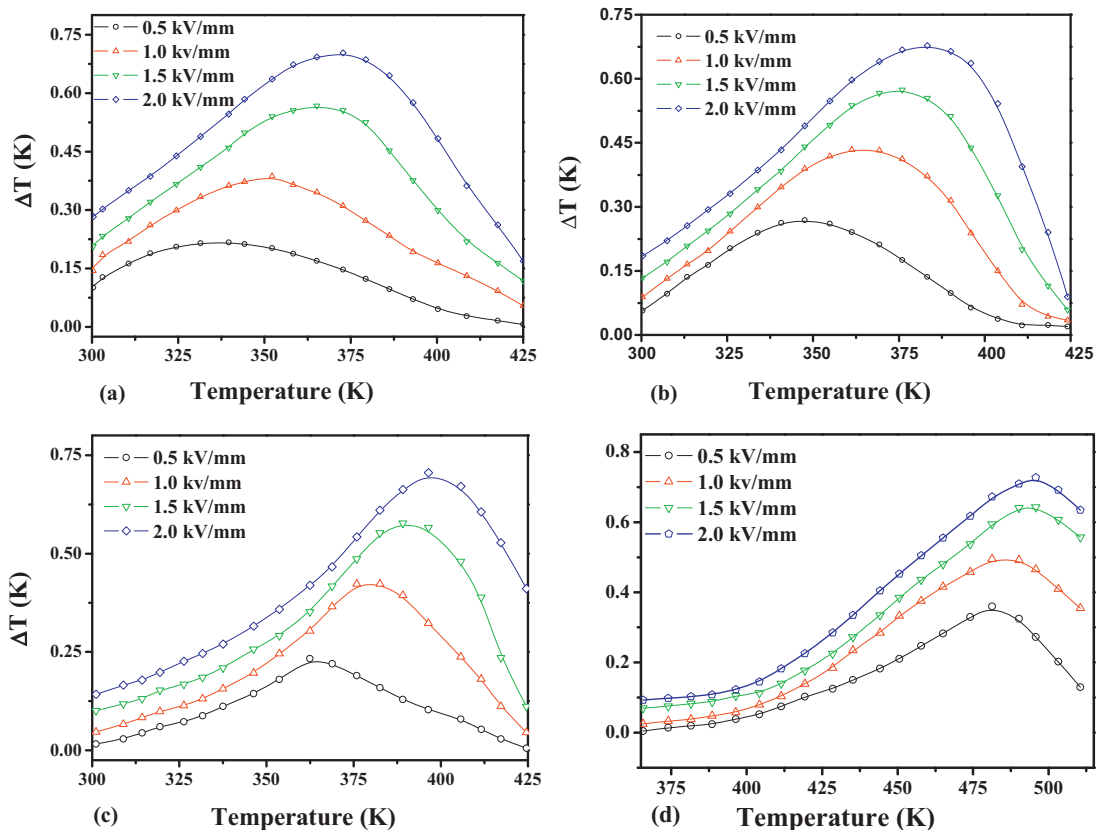 0.5 kV/mm
1.0 kv/mm
1.5 kV/mm
2.0 kV/mm
0.75
0.60
0.45
0.30
0.15
0.00
ΔT (K)
300 325 350 375 400 425
(a) Temperature (K)
0.5 kV/mm
1.0 kv/mm
1.5 kV/mm
2.0 kV/mm
0.75
0.60
0.45
0.30
0.15
0.00
ΔT (K)
300 325 350 375 400 425
(b) Temperature (K)
0.5 kV/mm
1.0 kv/mm
1.5 kV/mm
2.0 kV/mm
0.75
0.50
0.25
0.00
ΔT (K)
300 325 350 375 400 425
(c) Temperature (K)
0.5 kV/mm
1.0 kv/mm
1.5 kV/mm
2.0 kV/mm
0.8
0.6
0.4
0.2
0.0
375 400 425 450 475 500
(d) Temperature (K)